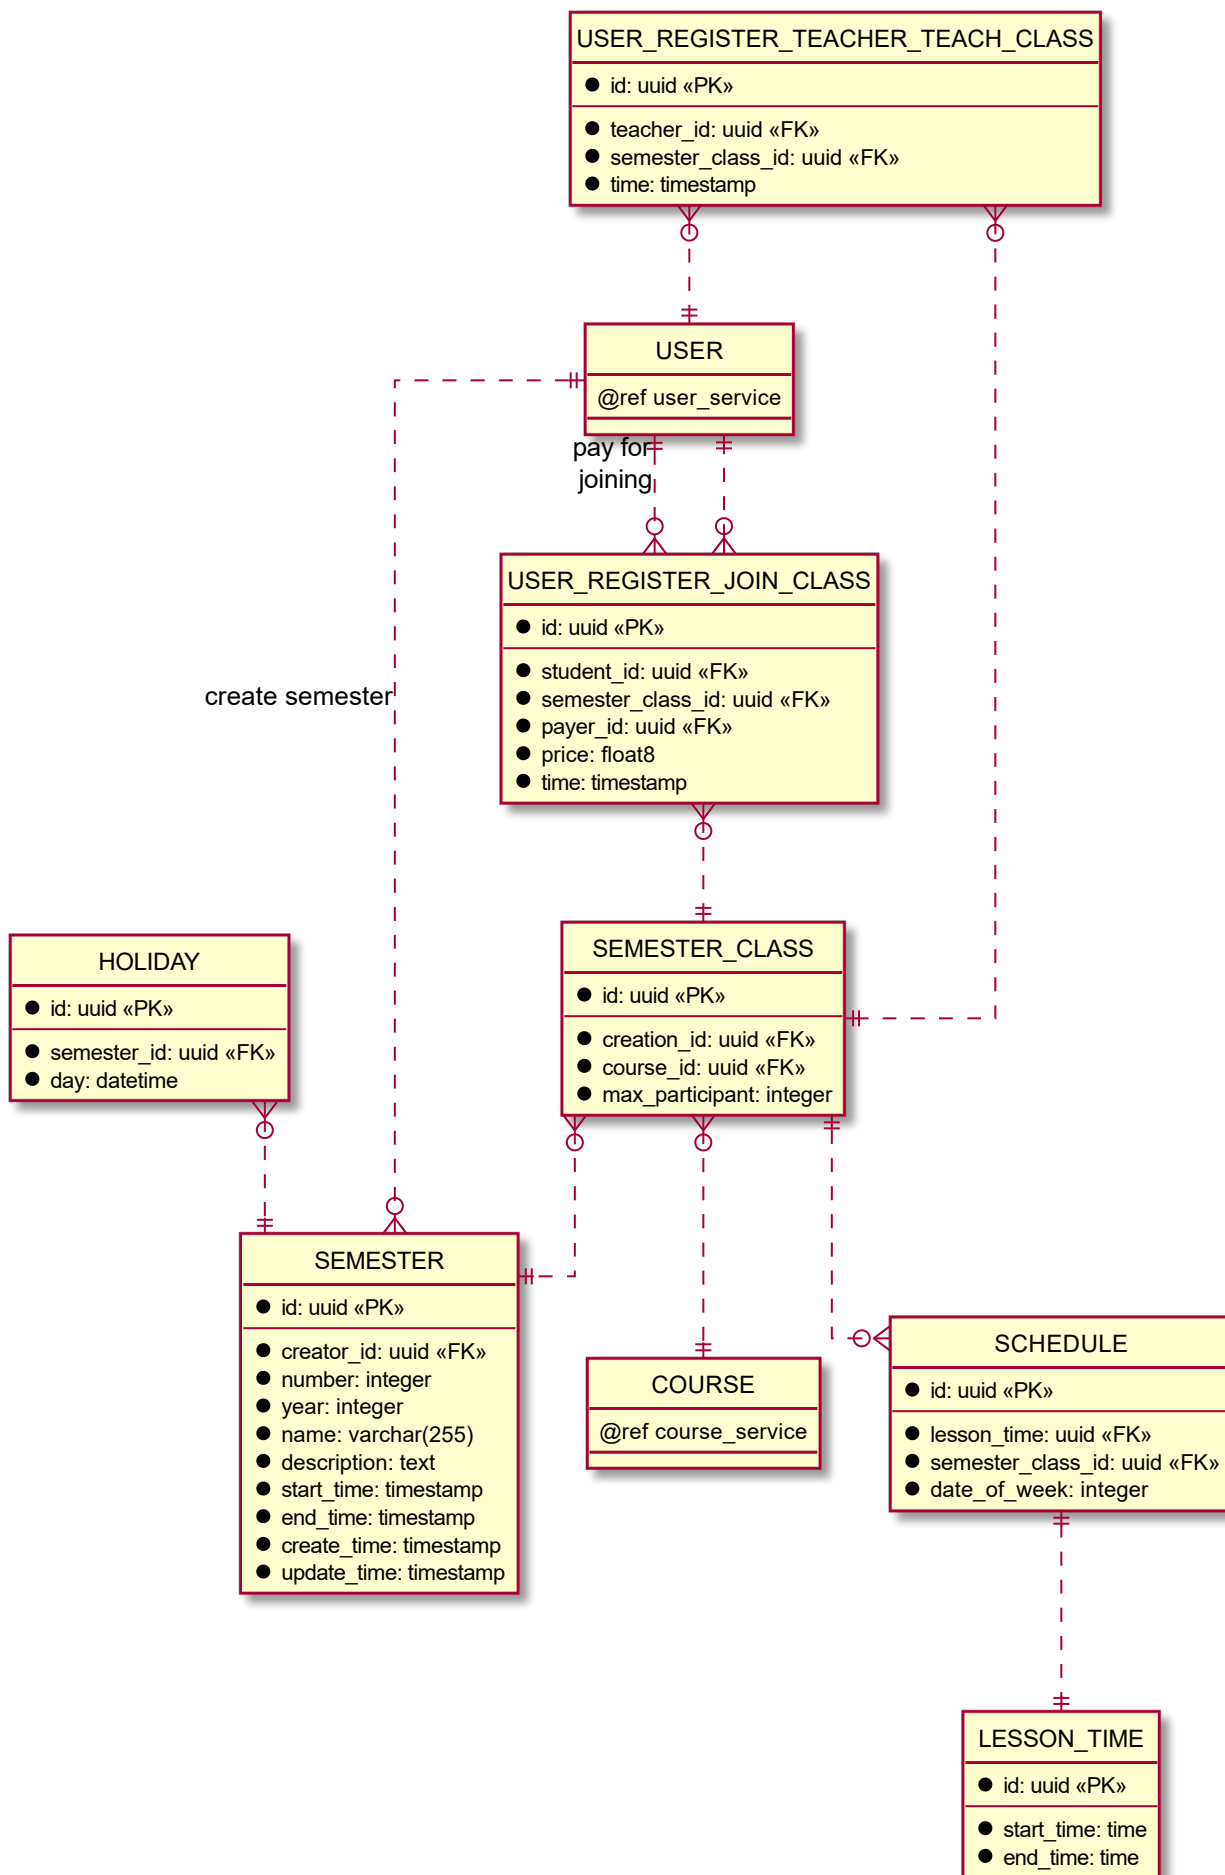 USER_REGISTER_TEACHER_TEACH_CLASS
id: uuid «PK»
teacher_id: uuid «FK»
semester_class_id: uuid «FK»
time: timestamp
USER
@ref user_service
pay for
joining
USER_REGISTER_JOIN_CLASS
id: uuid «PK»
student_id: uuid «FK»
semester_class_id: uuid «FK»
payer_id: uuid «FK»
price: float8
time: timestamp
create semester
HOLIDAY
id: uuid «PK»
semester_id: uuid «FK»
day: datetime
SEMESTER_CLASS
id: uuid «PK»
creation_id: uuid «FK»
course_id: uuid «FK»
max_participant: integer
SEMESTER
id: uuid «PK»
creator_id: uuid «FK»
number: integer
year: integer
name: varchar(255)
description: text
start_time: timestamp
end_time: timestamp
create_time: timestamp
update_time: timestamp
COURSE
@ref course_service
SCHEDULE
id: uuid «PK»
lesson_time: uuid «FK»
semester_class_id: uuid «FK»
date_of_week: integer
LESSON_TIME
id: uuid «PK»
start_time: time
end_time: time